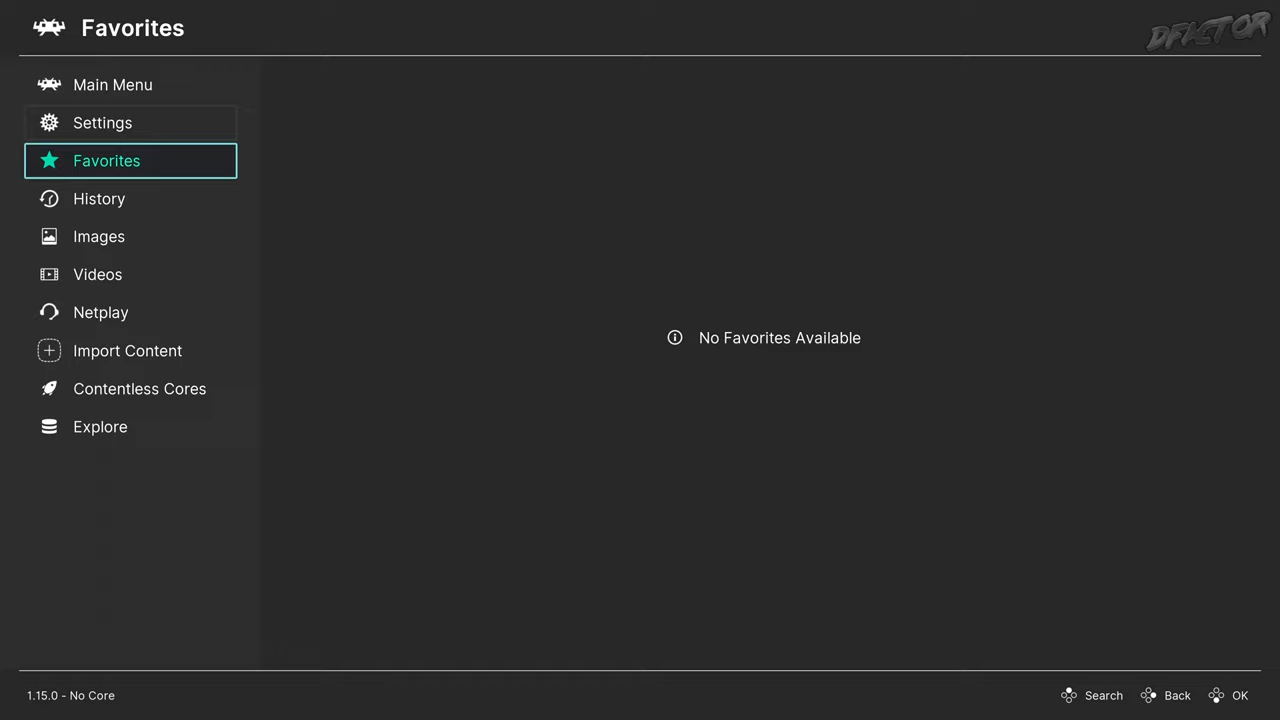 Favorites
DFACTOR
Main Menu
Settings
Favorites
History
Images
Videos
Netplay
Import Content
Contentless Cores
Explore
No Favorites Available
1.15.0 - No Core
Search
Back
OK